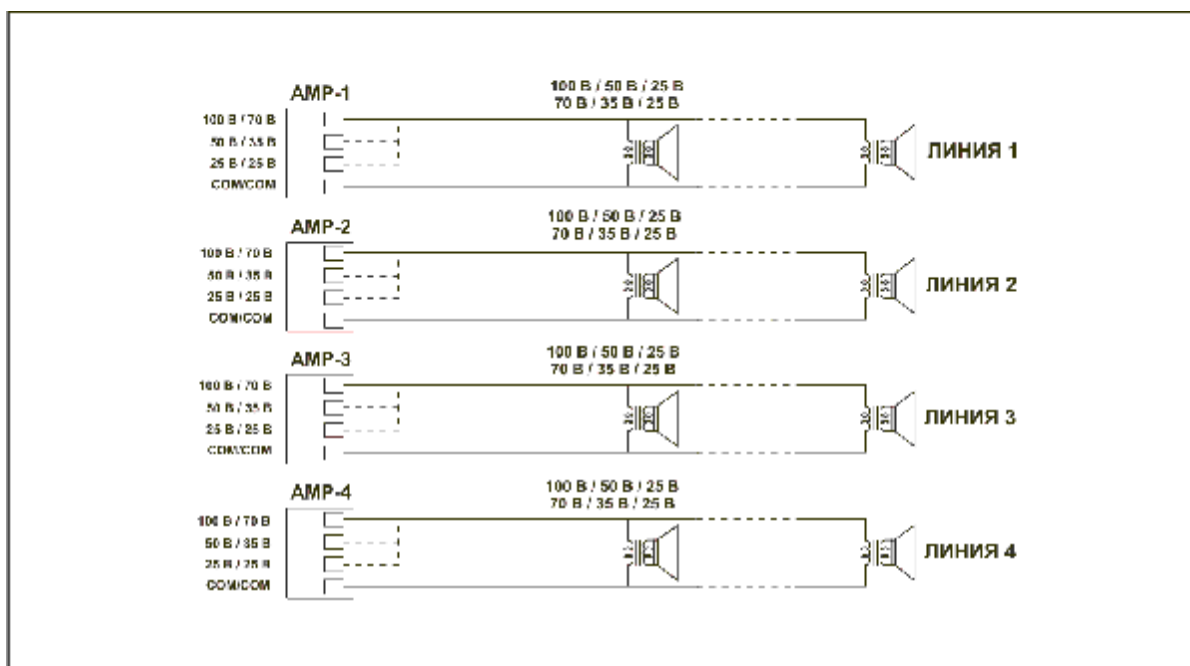 AMP-1
100 В / 50 В / 25 В
70 В / 35 В / 25 В
100 В / 70 В
50 В / 35 В
25 В / 25 В
COM/COM
ЛИНИЯ 1
AMP-2
100 В / 50 В / 25 В
70 В / 35 В / 25 В
100 В / 70 В
50 В / 35 В
25 В / 25 В
COM/COM
ЛИНИЯ 2
AMP-3
100 В / 50 В / 25 В
70 В / 35 В / 25 В
100 В / 70 В
50 В / 35 В
25 В / 25 В
COM/COM
ЛИНИЯ 3
AMP-4
100 В / 50 В / 25 В
70 В / 35 В / 25 В
100 В / 70 В
50 В / 35 В
25 В / 25 В
COM/COM
ЛИНИЯ 4